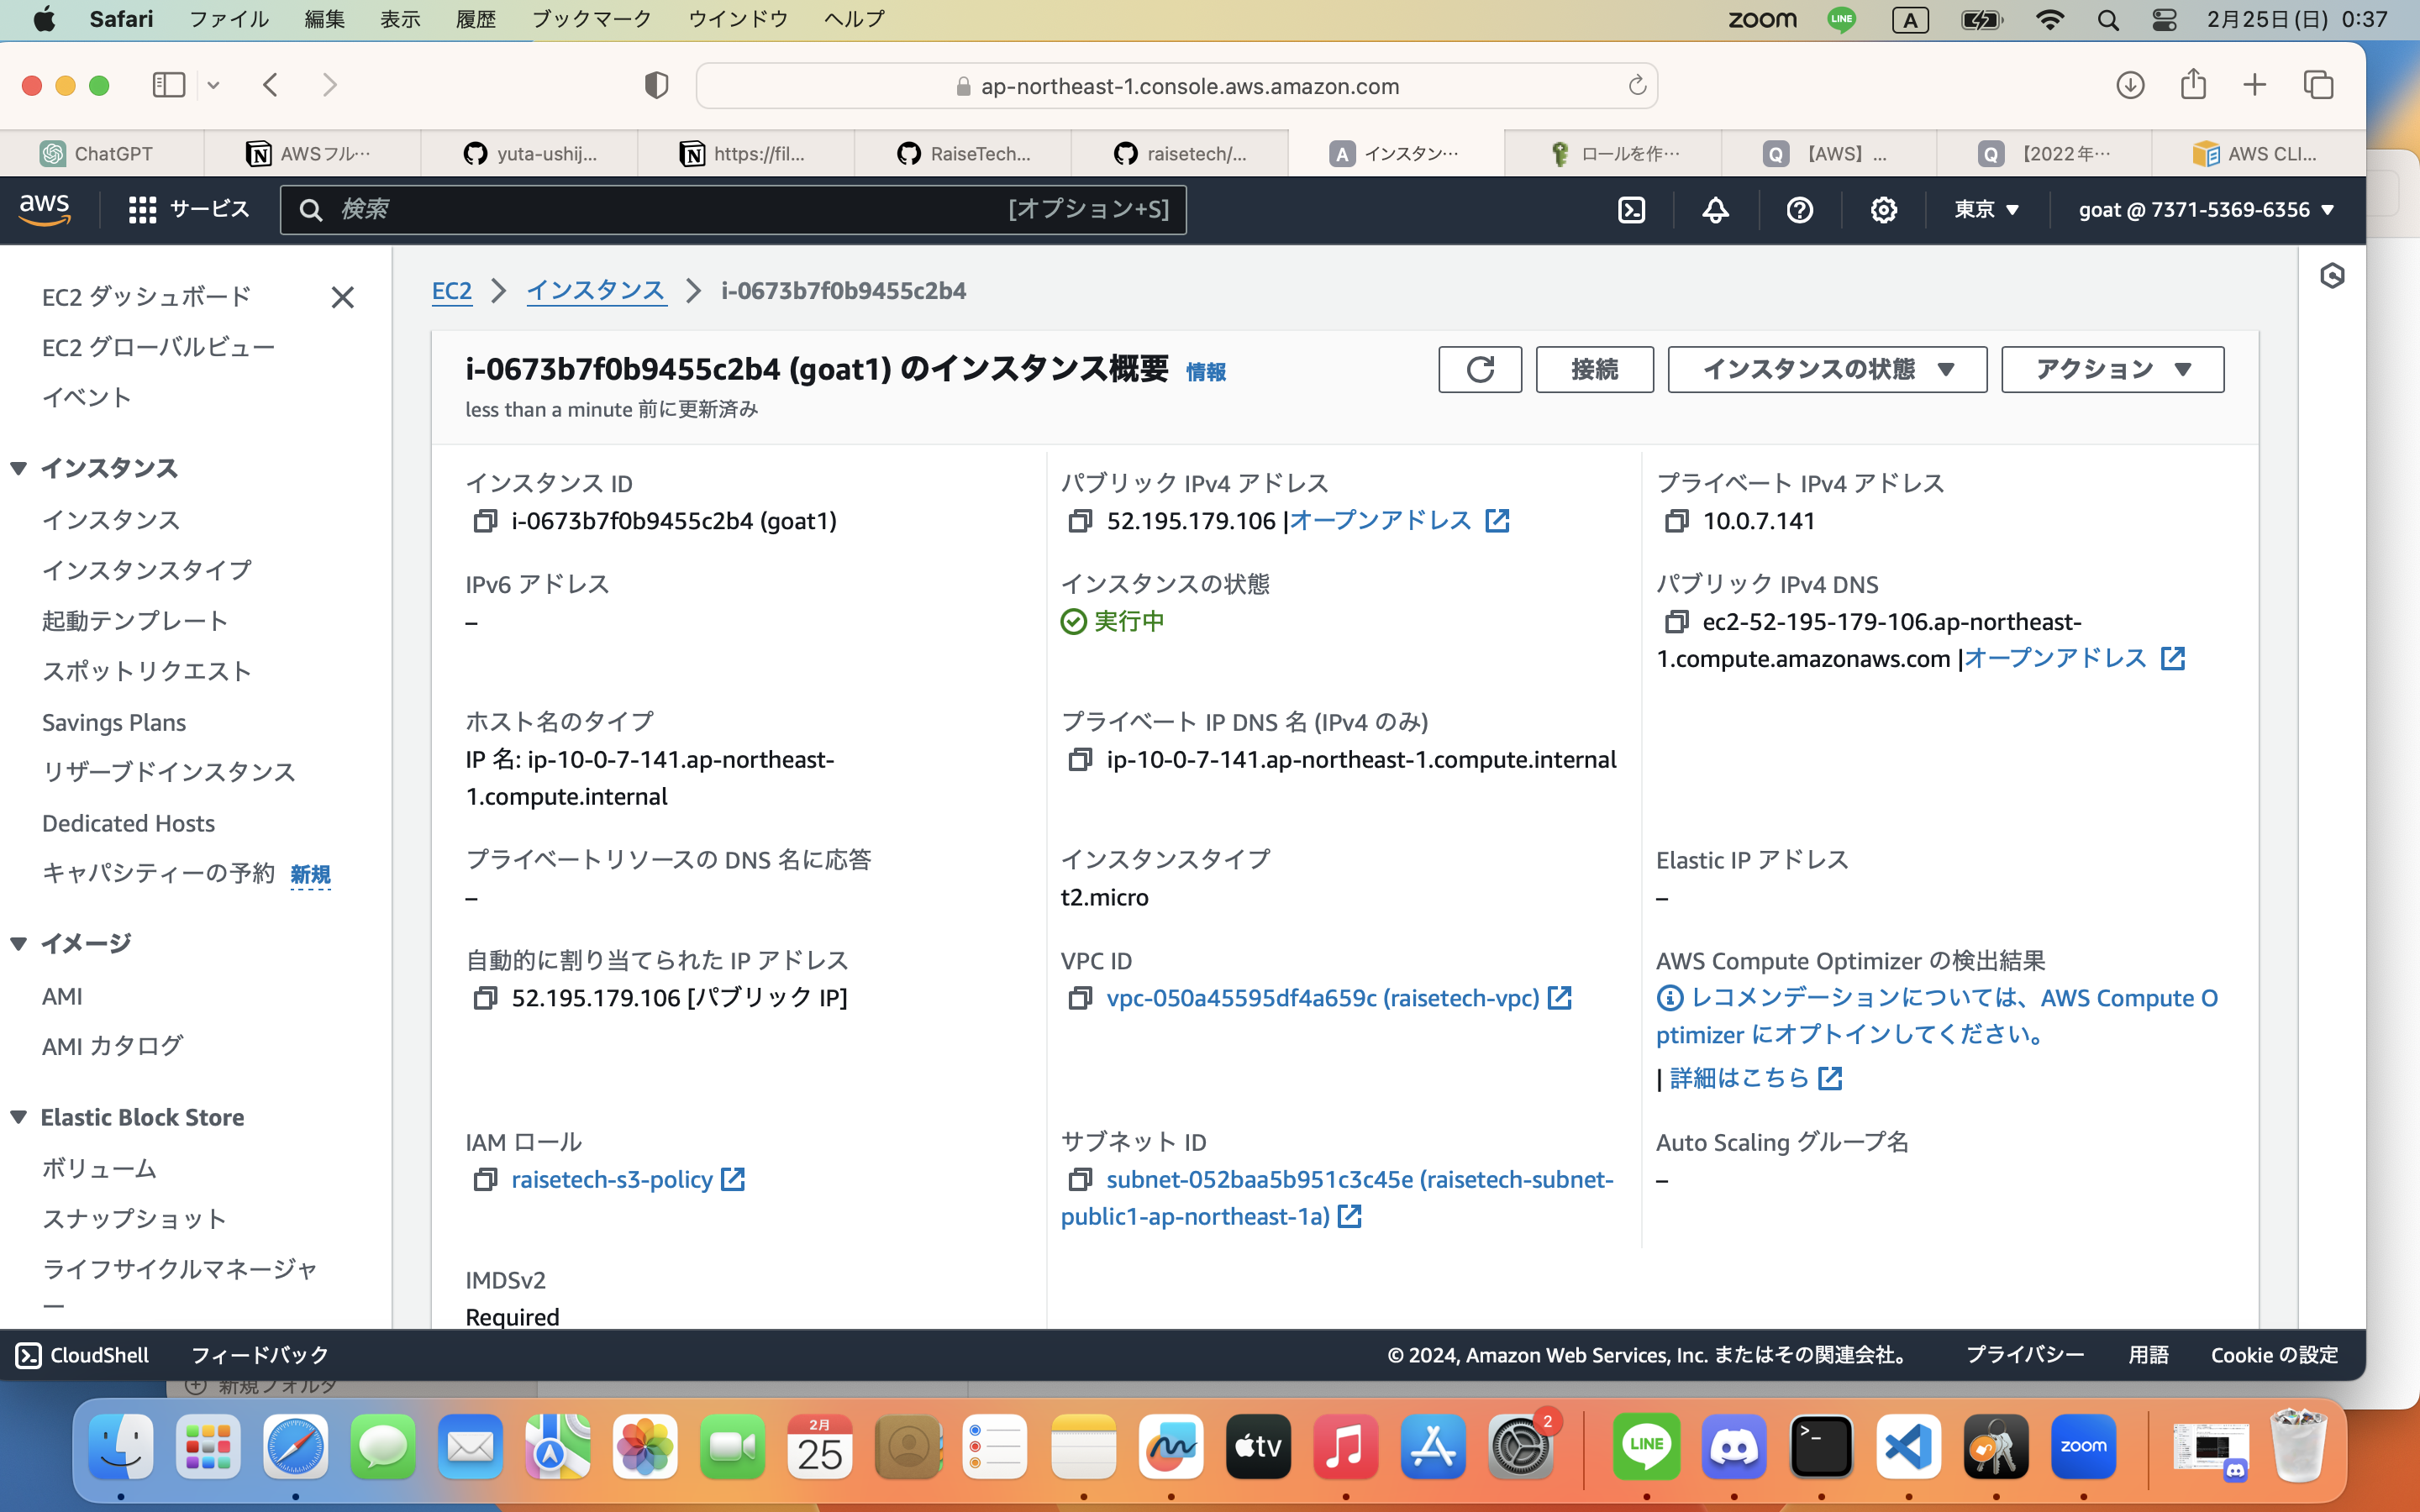 Safari ファイル 編集 表示 履歴 ブックマーク ウインドウ ヘルプ zoom LINE A 2月25日(日) 0:37
ap-northeast-1.console.aws.amazon.com
ChatGPT AWSフル… yuta-ushij... https://fil... RaiseTech... raisetech/... A インスタン… ロールを作… Q 【AWS】... Q 【2022年… AWS CLI...
aws サービス 検索 [オプション+S] 東京 goat @ 7371-5369-6356
EC2 ダッシュボード
EC2 グローバルビュー
イベント
インスタンス
インスタンス
インスタンスタイプ
起動テンプレート
スポットリクエスト
Savings Plans
リザーブドインスタンス
Dedicated Hosts
キャパシティーの予約 新規
イメージ
AMI
AMI カタログ
Elastic Block Store
ボリューム
スナップショット
ライフサイクルマネージャ
ー
EC2 インスタンス i-0673b7f0b9455c2b4
i-0673b7f0b9455c2b4 (goat1) のインスタンス概要 情報
less than a minute 前に更新済み
接続 インスタンスの状態 アクション
インスタンス ID
i-0673b7f0b9455c2b4 (goat1)
パブリック IPv4 アドレス
52.195.179.106 |オープンアドレス
プライベート IPv4 アドレス
10.0.7.141
IPv6 アドレス
–
インスタンスの状態
実行中
パブリック IPv4 DNS
ec2-52-195-179-106.ap-northeast-
1.compute.amazonaws.com |オープンアドレス
ホスト名のタイプ
IP 名: ip-10-0-7-141.ap-northeast-
1.compute.internal
プライベート IP DNS 名 (IPv4 のみ)
ip-10-0-7-141.ap-northeast-1.compute.internal
プライベートリソースの DNS 名に応答
–
インスタンスタイプ
t2.micro
Elastic IP アドレス
–
自動的に割り当てられた IP アドレス
52.195.179.106 [パブリック IP]
VPC ID
vpc-050a45595df4a659c (raisetech-vpc)
AWS Compute Optimizer の検出結果
レコメンデーションについては、AWS Compute O
ptimizer にオプトインしてください。
| 詳細はこちら
IAM ロール
raisetech-s3-policy
サブネット ID
subnet-052baa5b951c3c45e (raisetech-subnet-
public1-ap-northeast-1a)
Auto Scaling グループ名
–
IMDSv2
Required
CloudShell フィードバック © 2024, Amazon Web Services, Inc. またはその関連会社。 プライバシー 用語 Cookie の設定
新規フォルダ
2月
25
tv
2
LINE
zoom